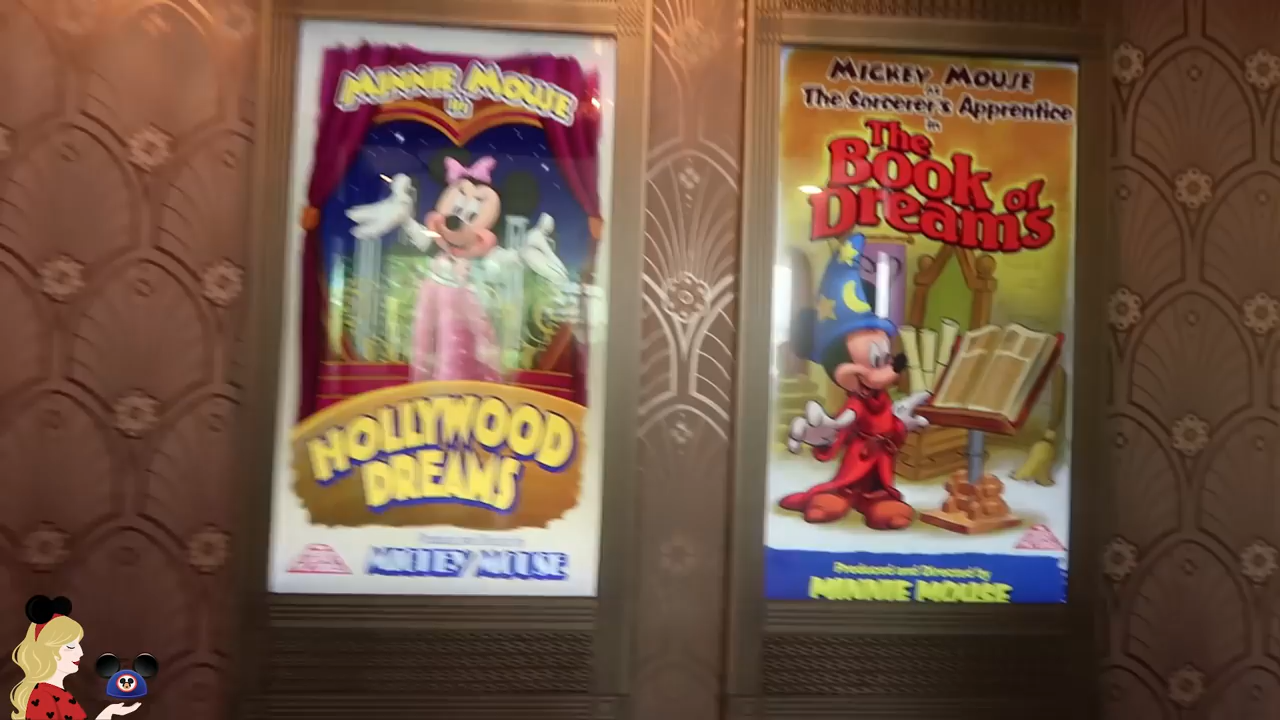 MINNIE MOUSE
in
HOLLYWOOD
DREAMS
MICKEY MOUSE
MICKEY MOUSE
as
The Sorcerer's Apprentice
in
The
Book of
Dreams
Produced and Directed by
MINNIE MOUSE